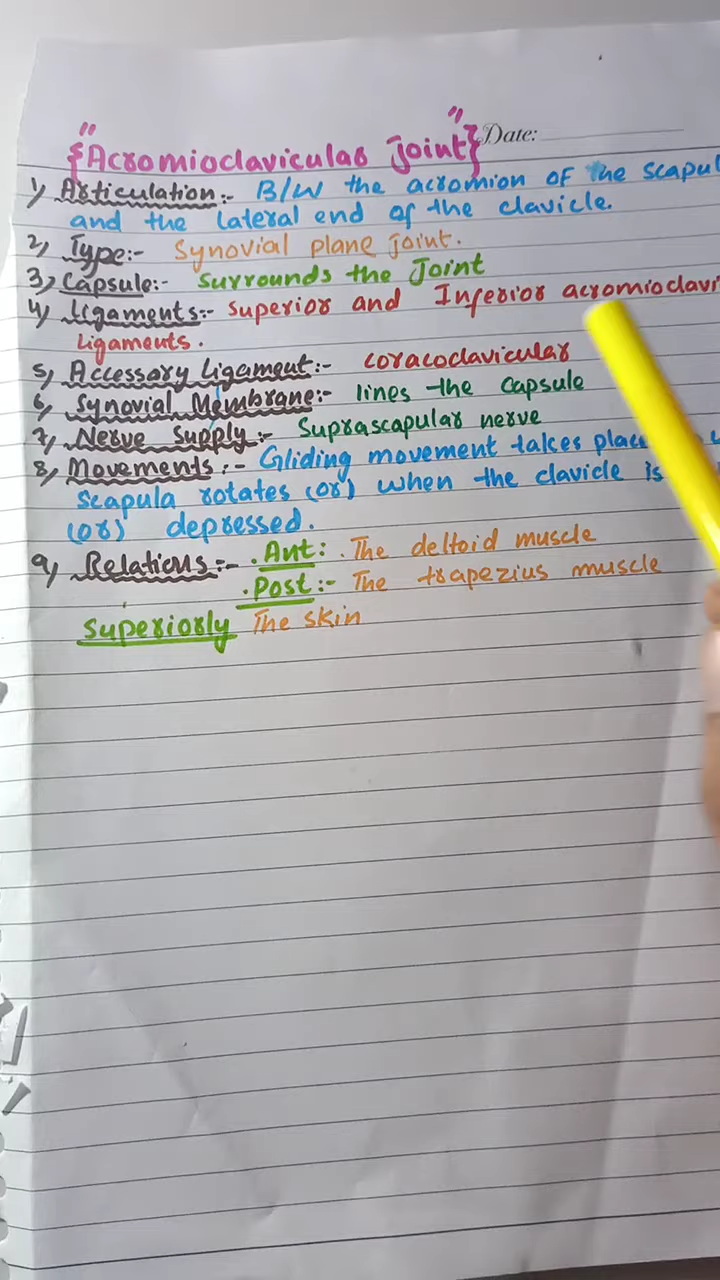 "{Acromioclavicular Joint}"
Date:
1) Articulation:- B/W the acromion of the scapul
and the lateral end of the clavicle.
2) Type:- Synovial plane joint.
3) Capsule:- Surrounds the Joint
4) Ligaments:- Superior and Inferior acromioclavi
Ligaments.
5) Accessory Ligament:- coracoclavicular
6) Synovial Membrane:- lines the capsule
7) Nerve Supply:- Suprascapular nerve
8) Movements:- Gliding movement takes plac
scapula rotates (or) when the clavicle is
(or) depressed.
9) Relations:- .Ant: .The deltoid muscle
.Post:- The trapezius muscle
superiorly The skin